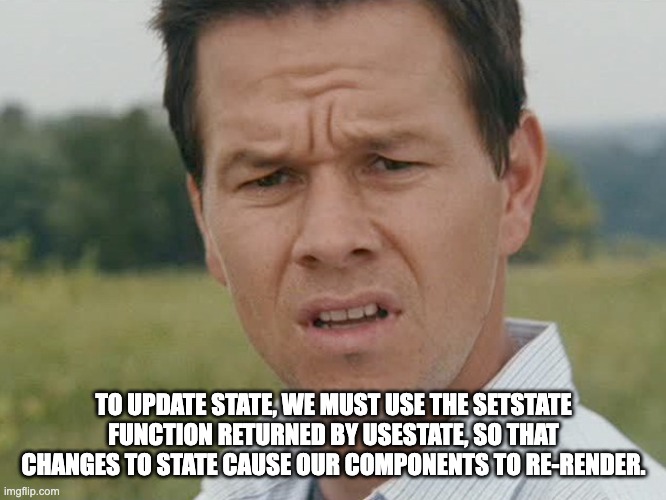 TO UPDATE STATE, WE MUST USE THE SETSTATE
FUNCTION RETURNED BY USESTATE, SO THAT
CHANGES TO STATE CAUSE OUR COMPONENTS TO RE-RENDER.
imgflip.com